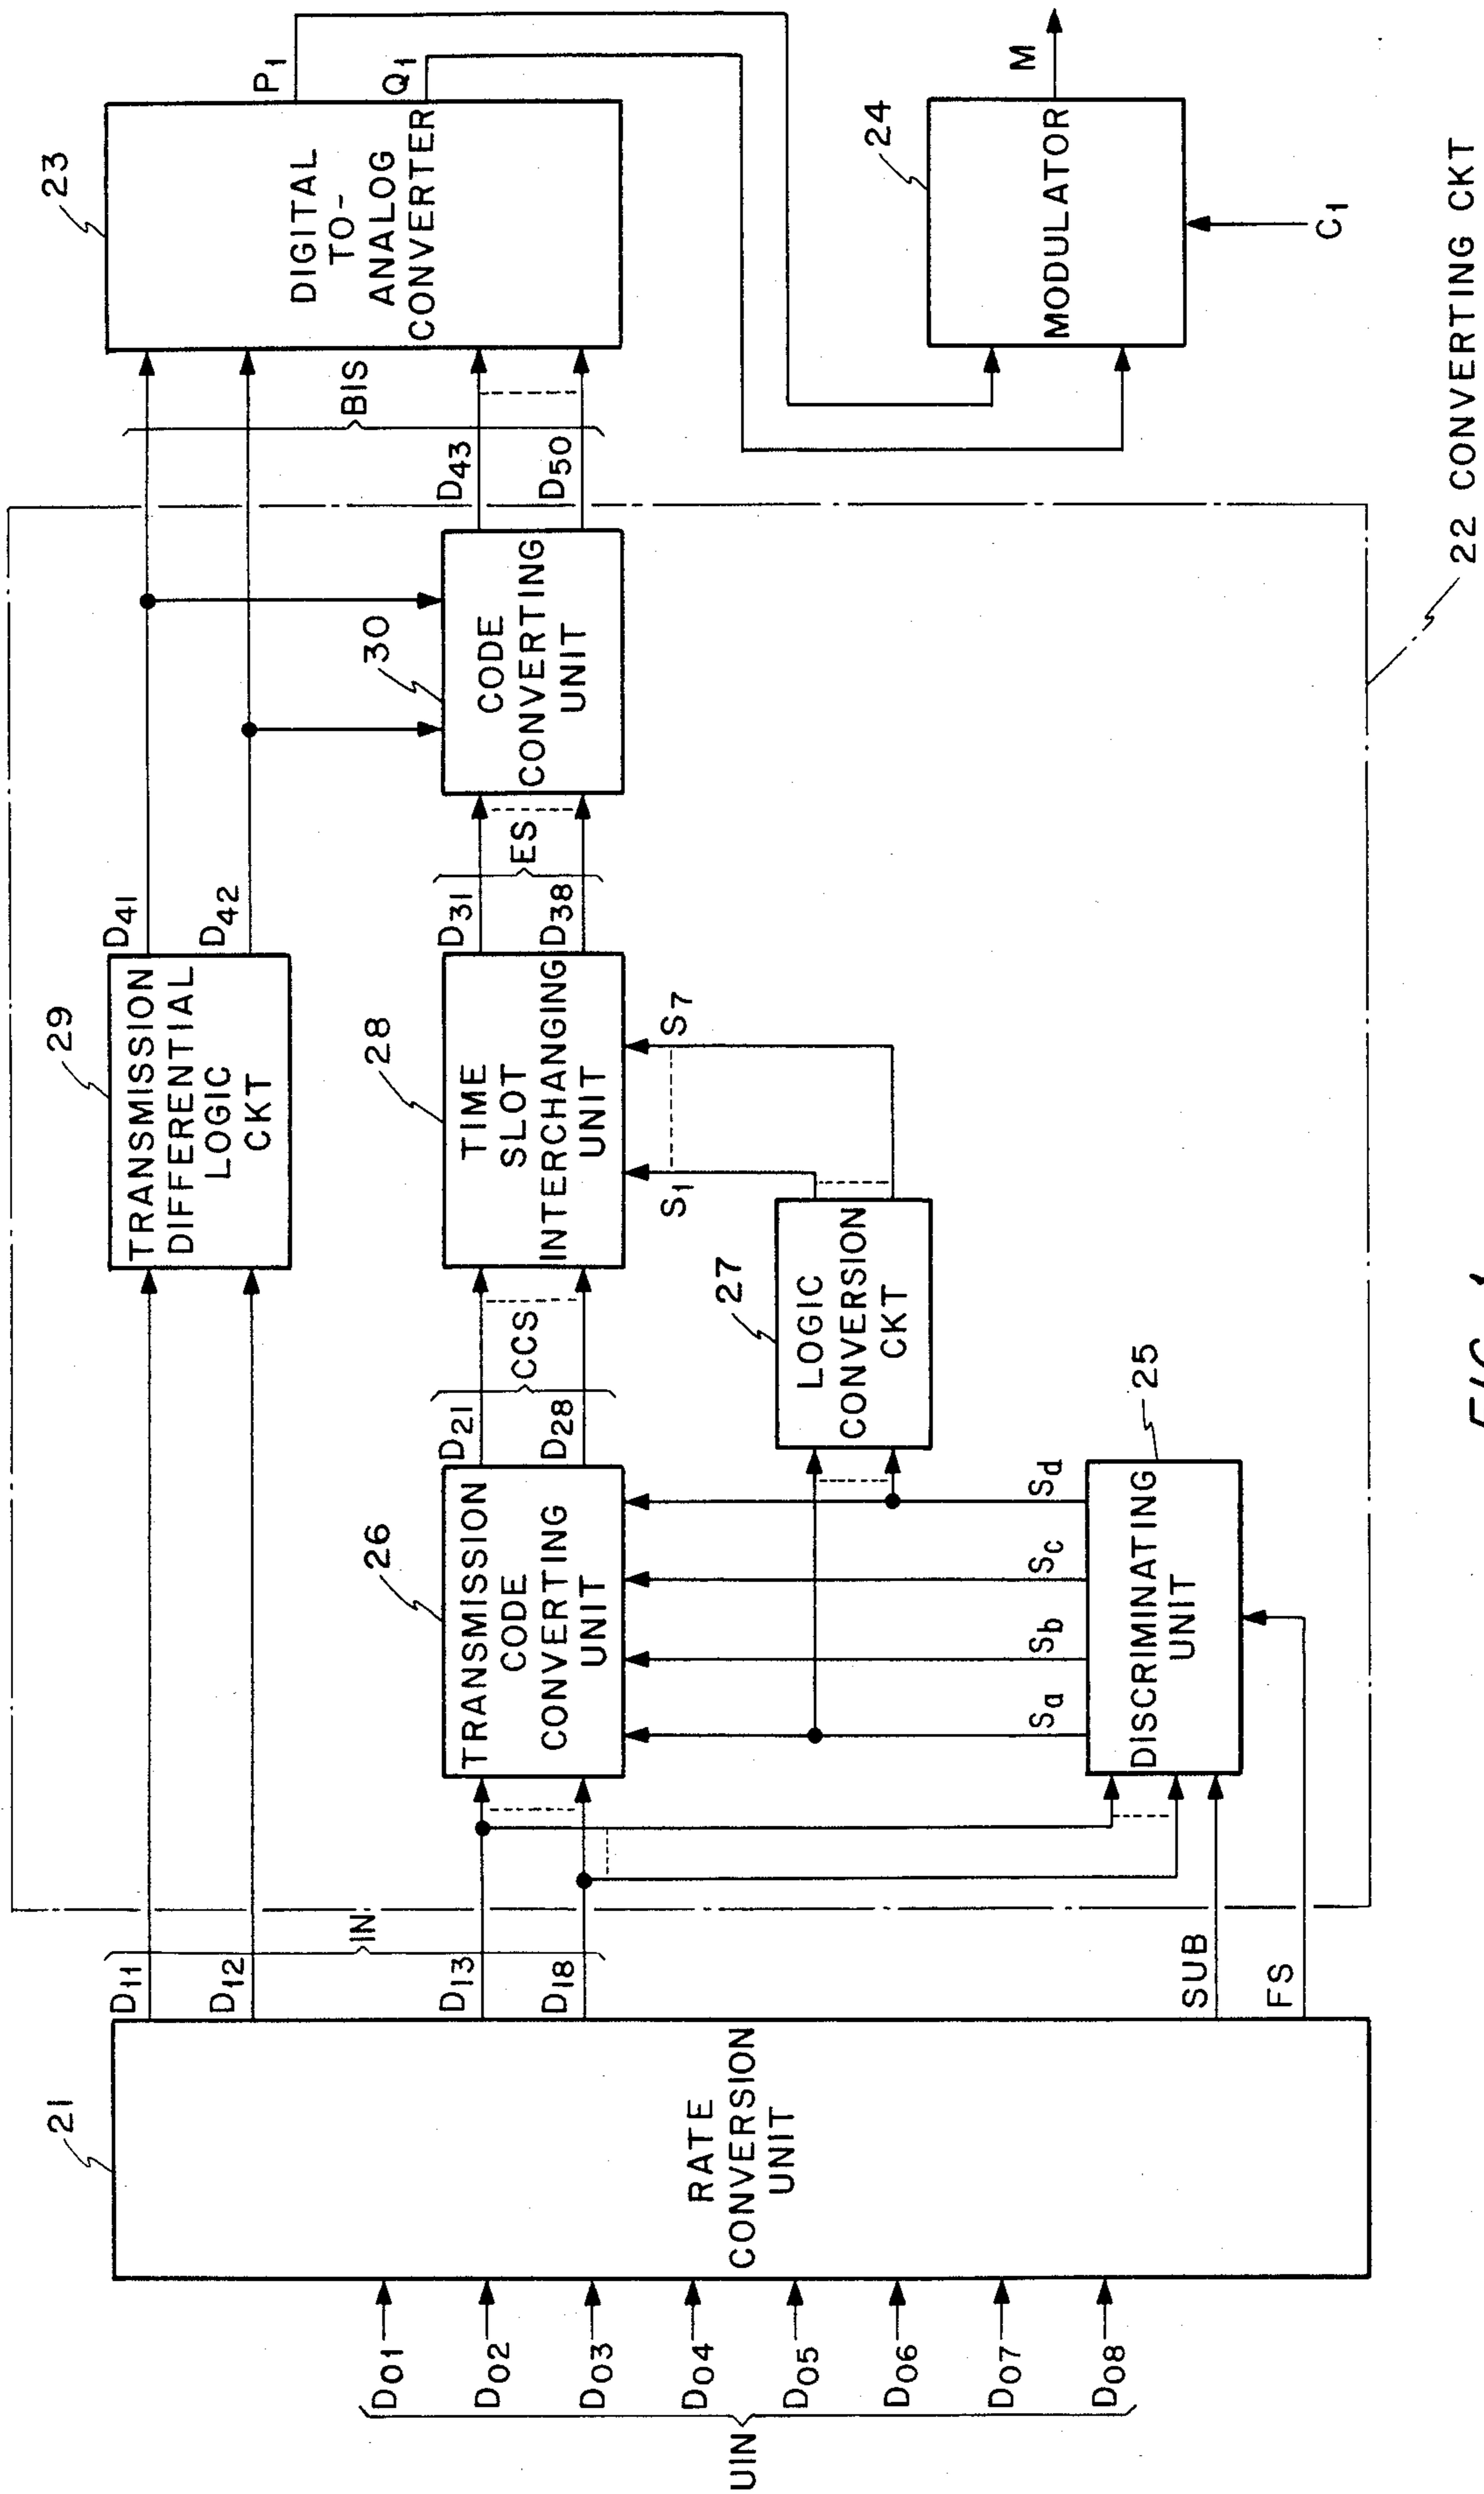 UIN
D01
D02
D03
D04
D05
D06
D07
D08
21
RATE
CONVERSION
UNIT
IN
D11
D12
D13
D18
SUB
FS
29
TRANSMISSION
DIFFERENTIAL
LOGIC
CKT
D41
D42
26
TRANSMISSION
CODE
CONVERTING
UNIT
D21
D28
CCS
Sa
Sb
Sc
Sd
25
DISCRIMINATING
UNIT
27
LOGIC
CONVERSION
CKT
S1
S7
28
TIME
SLOT
INTERCHANGING
UNIT
D31
D38
ES
30
CODE
CONVERTING
UNIT
D43
D50
BIS
23
DIGITAL
TO-
ANALOG
CONVERTER
P1
Q1
24
MODULATOR
M
C1
22 CONVERTING CKT